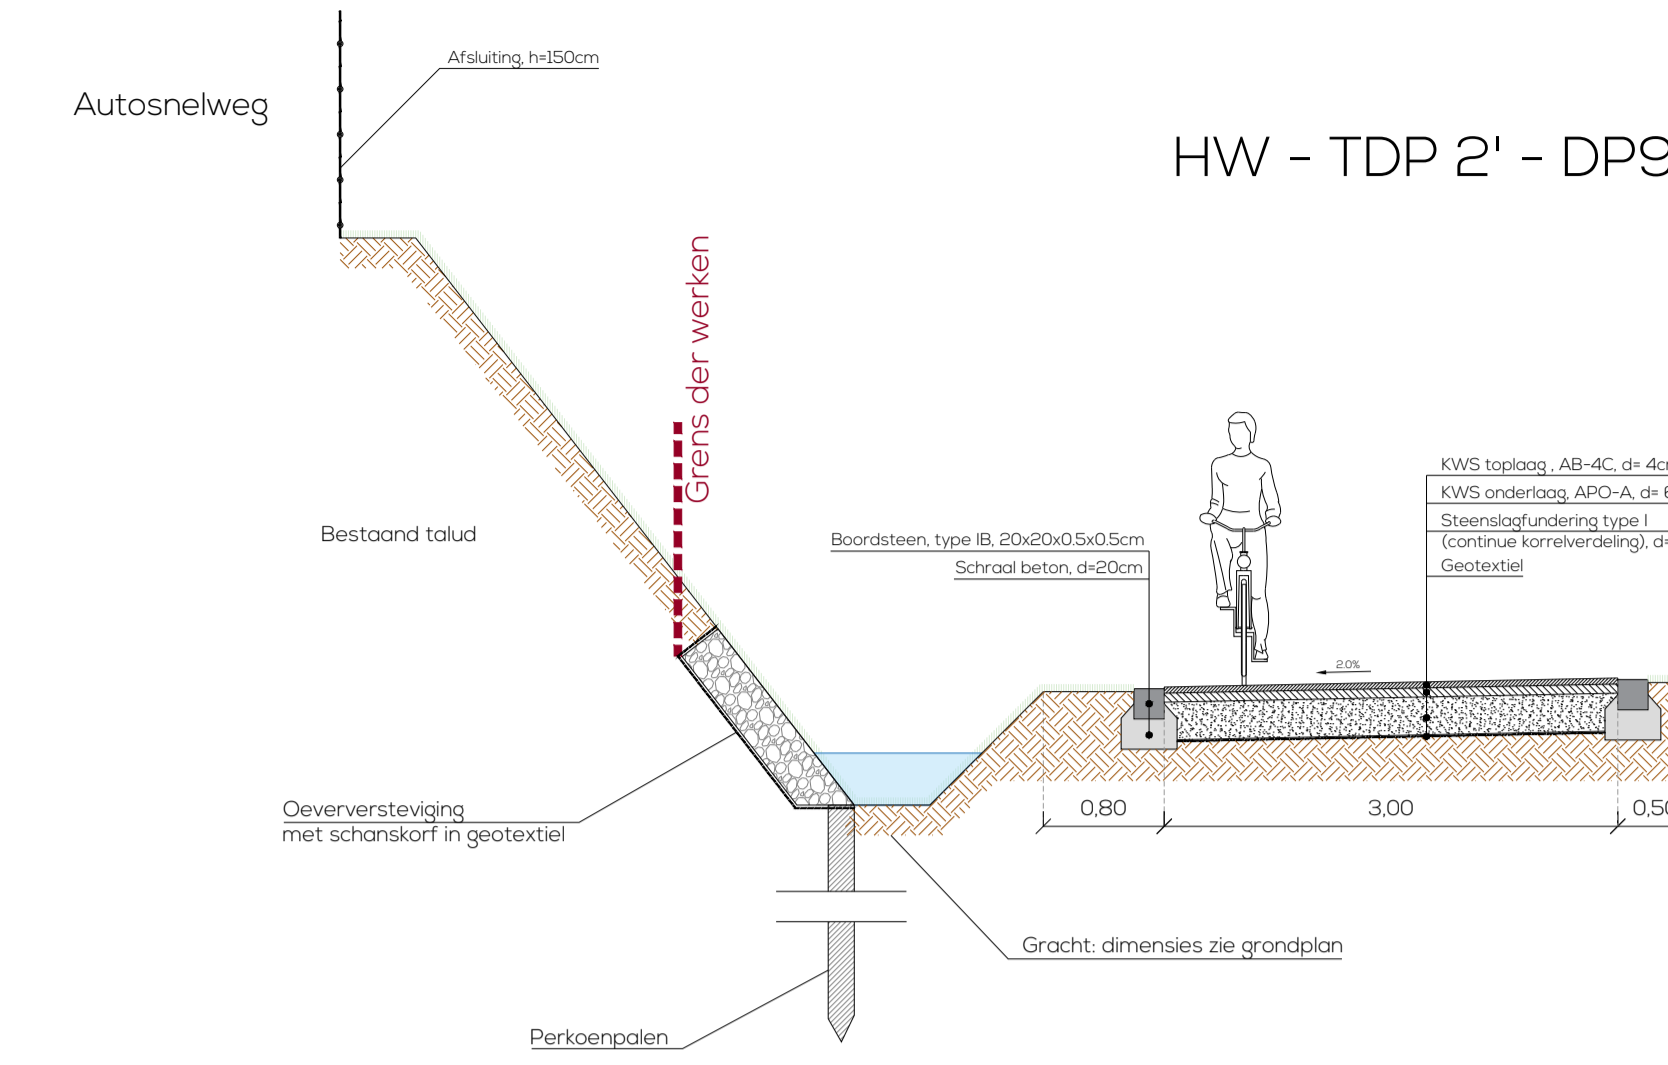 Afsluiting, h=150cm
Autosnelweg
HW - TDP 2' - DP9
Grens der werken
Bestaand talud
KWS toplaag , AB-4C, d= 4c
KWS onderlaag, APO-A, d=
Steenslagfundering type I
(continue korrelverdeling), d=
Geotextiel
Boordsteen, type IB, 20x20x0.5x0.5cm
Schraal beton, d=20cm
2.0%
0,80
3,00
0,50
Oeverversteviging
met schanskorf in geotextiel
Gracht: dimensies zie grondplan
Perkoenpalen